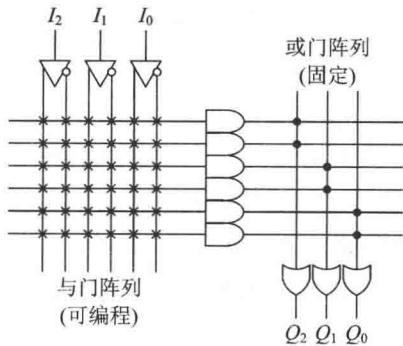 I₂ I₁ I₀
或门阵列
(固定)
与门阵列
(可编程)
Q₂ Q₁ Q₀